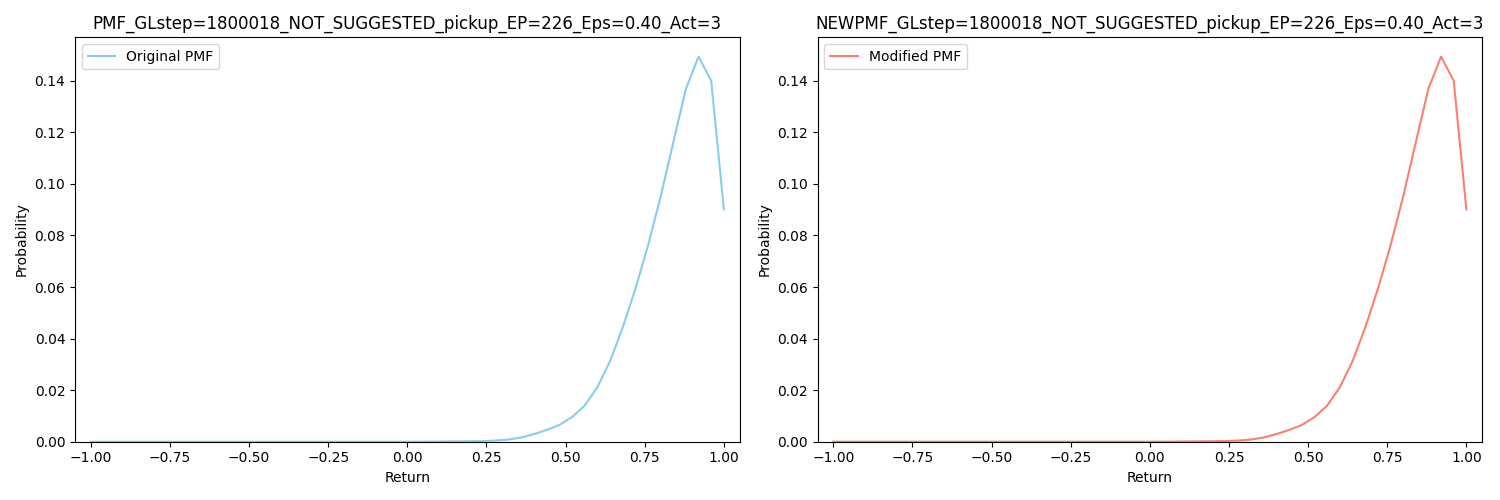 PMF_GLstep=1800018_NOT_SUGGESTED_pickup_EP=226_Eps=0.40_Act=3
Original PMF
0.14
0.12
0.10
0.08
0.06
0.04
0.02
0.00
Probability
−1.00 −0.75 −0.50 −0.25 0.00 0.25 0.50 0.75 1.00
Return
NEWPMF_GLstep=1800018_NOT_SUGGESTED_pickup_EP=226_Eps=0.40_Act=3
Modified PMF
0.14
0.12
0.10
0.08
0.06
0.04
0.02
0.00
Probability
−1.00 −0.75 −0.50 −0.25 0.00 0.25 0.50 0.75 1.00
Return